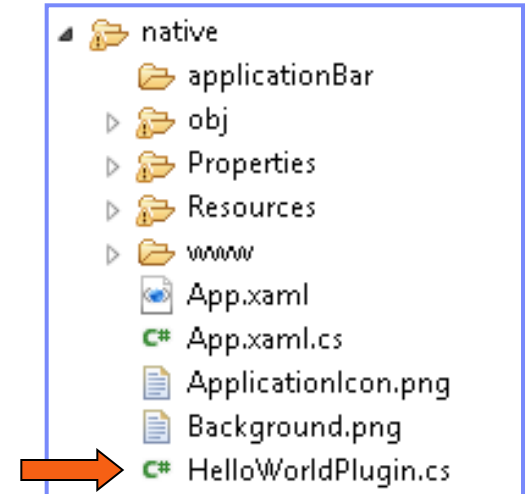 native
applicationBar
obj
Properties
Resources
www
App.xaml
C# App.xaml.cs
ApplicationIcon.png
Background.png
C# HelloWorldPlugin.cs